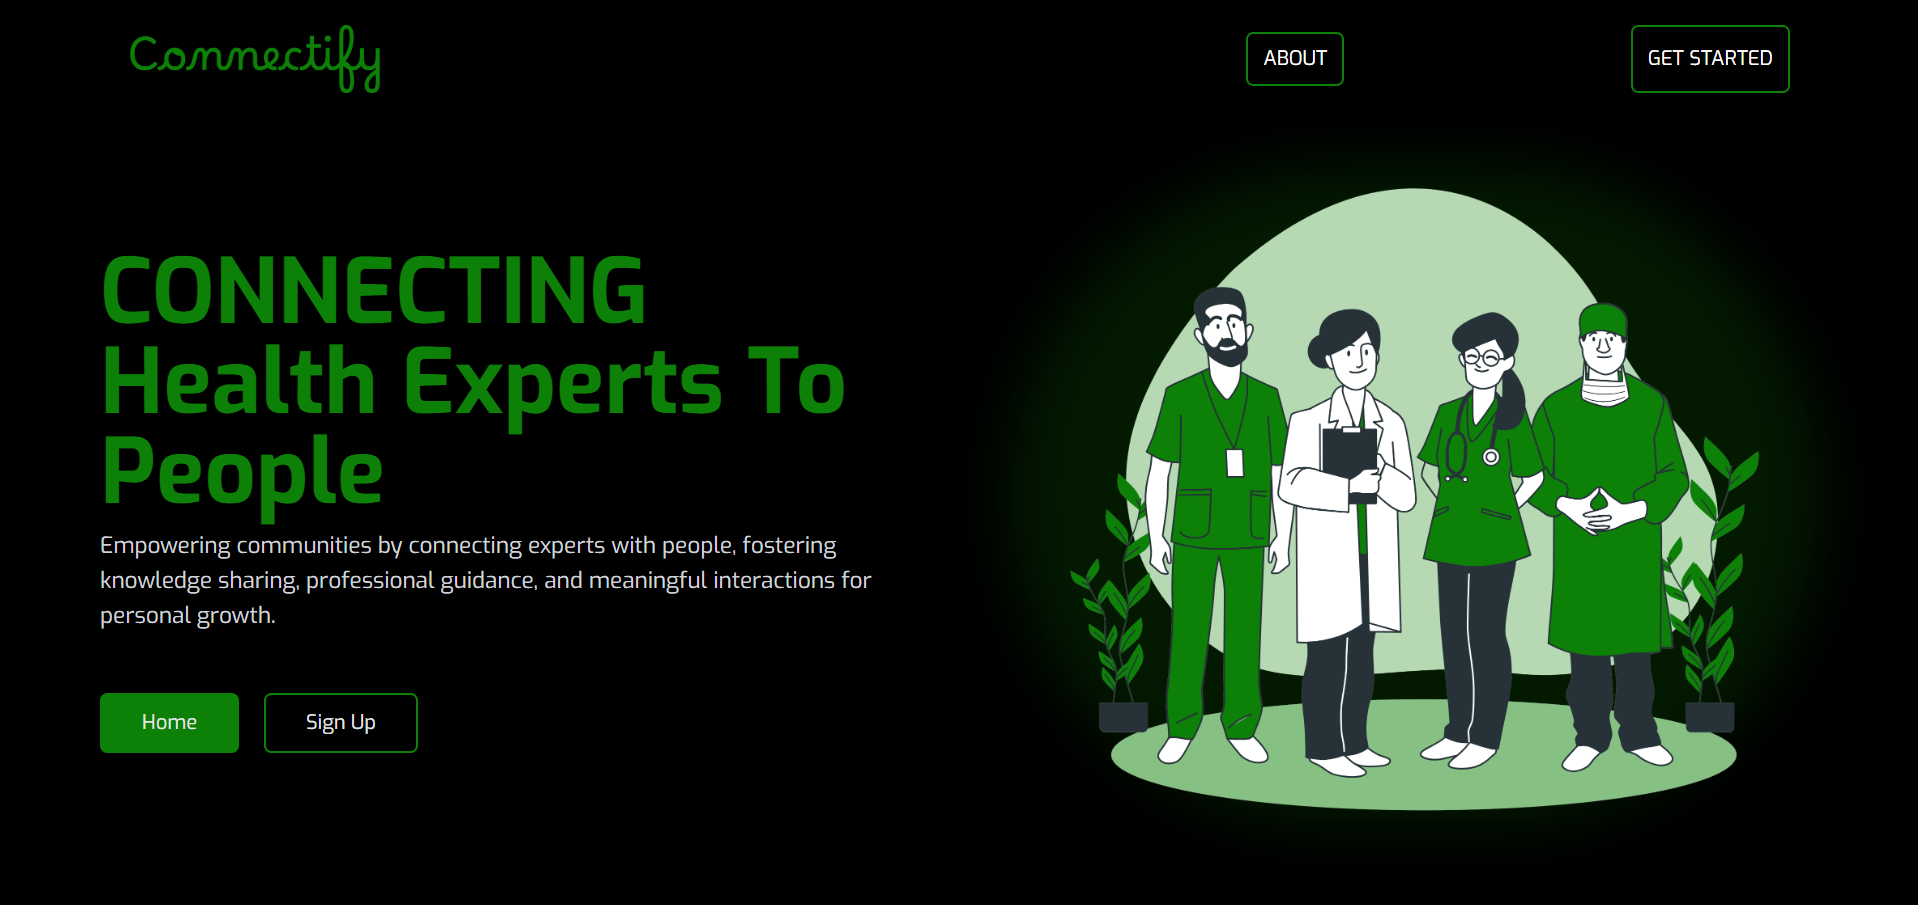 Connectify
ABOUT
GET STARTED
CONNECTING
Health Experts To
People
Empowering communities by connecting experts with people, fostering
knowledge sharing, professional guidance, and meaningful interactions for
personal growth.
Home
Sign Up